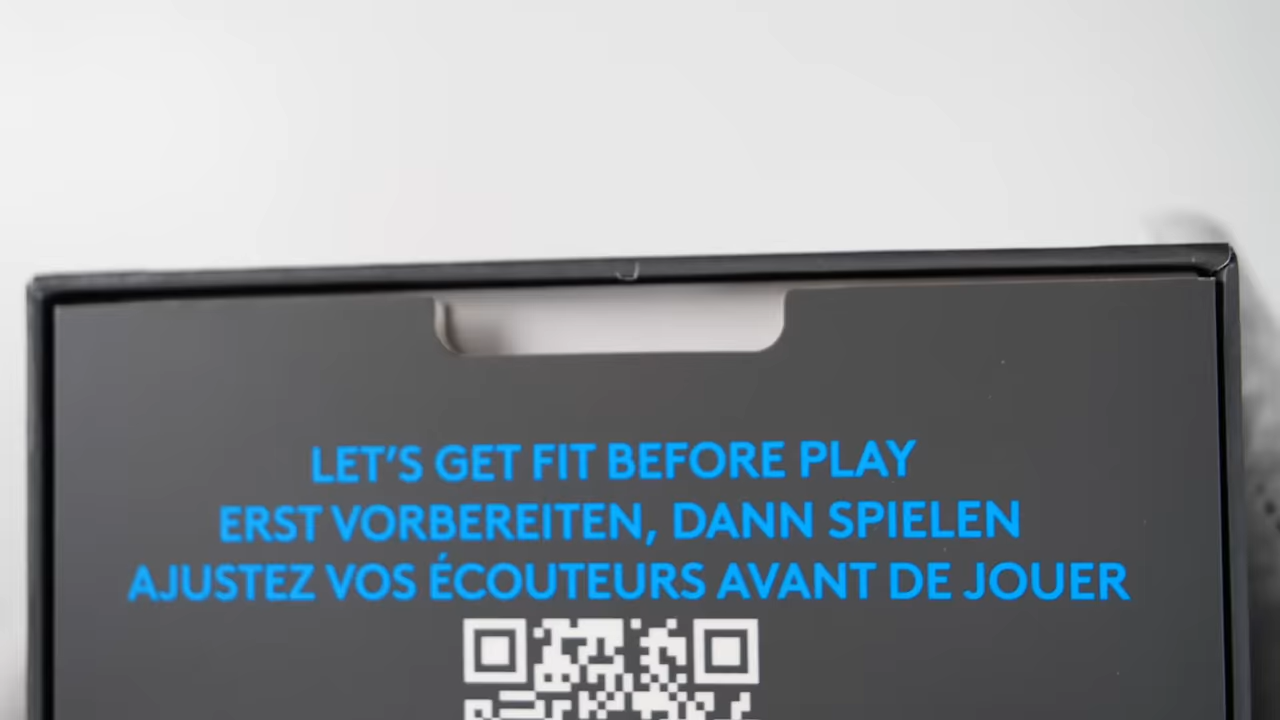 LET'S GET FIT BEFORE PLAY
ERST VORBEREITEN, DANN SPIELEN
AJUSTEZ VOS ÉCOUTEURS AVANT DE JOUER